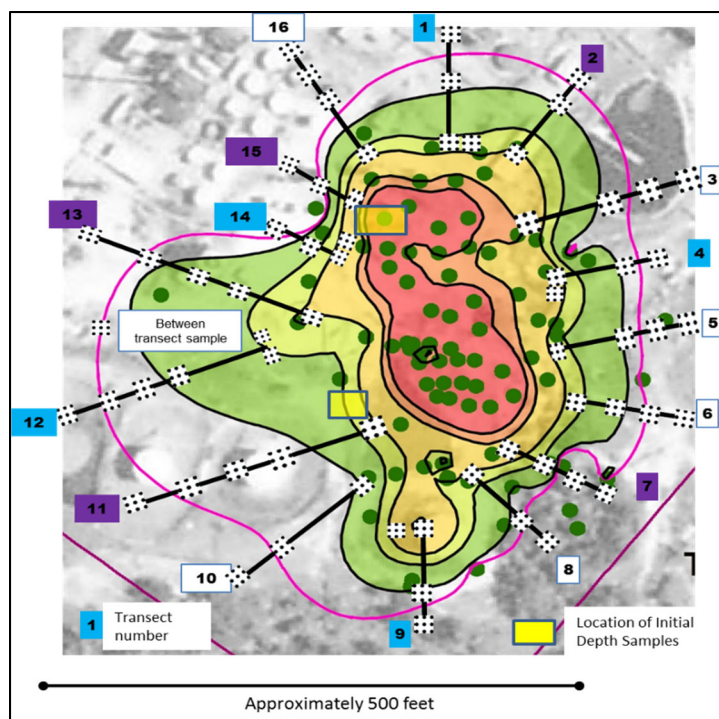 16
1
2
15
3
13
14
4
Between
transect sample
5
12
6
11
7
10
8
1
Transect
number
9
Location of Initial
Depth Samples
Approximately 500 feet